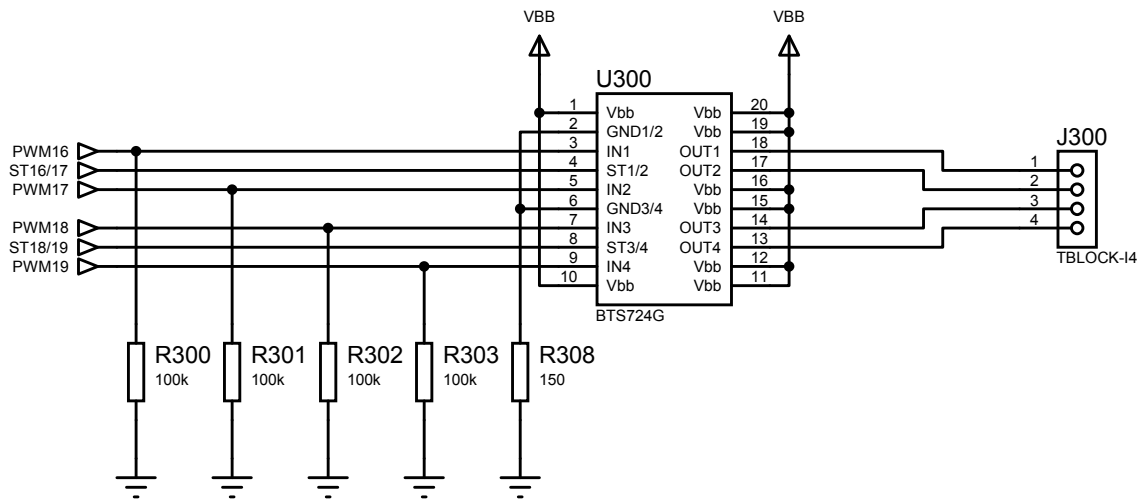 VBB VBB
U300
1 Vbb Vbb 20
2 GND1/2 Vbb 19
PWM16 3 IN1 OUT1 18
ST16/17 4 ST1/2 OUT2 17
PWM17 5 IN2 Vbb 16
6 GND3/4 Vbb 15
PWM18 7 IN3 OUT3 14
ST18/19 8 ST3/4 OUT4 13
PWM19 9 IN4 Vbb 12
10 Vbb Vbb 11
BTS724G
J300
1
2
3
4
TBLOCK-I4
R300 R301 R302 R303 R308
100k 100k 100k 100k 150